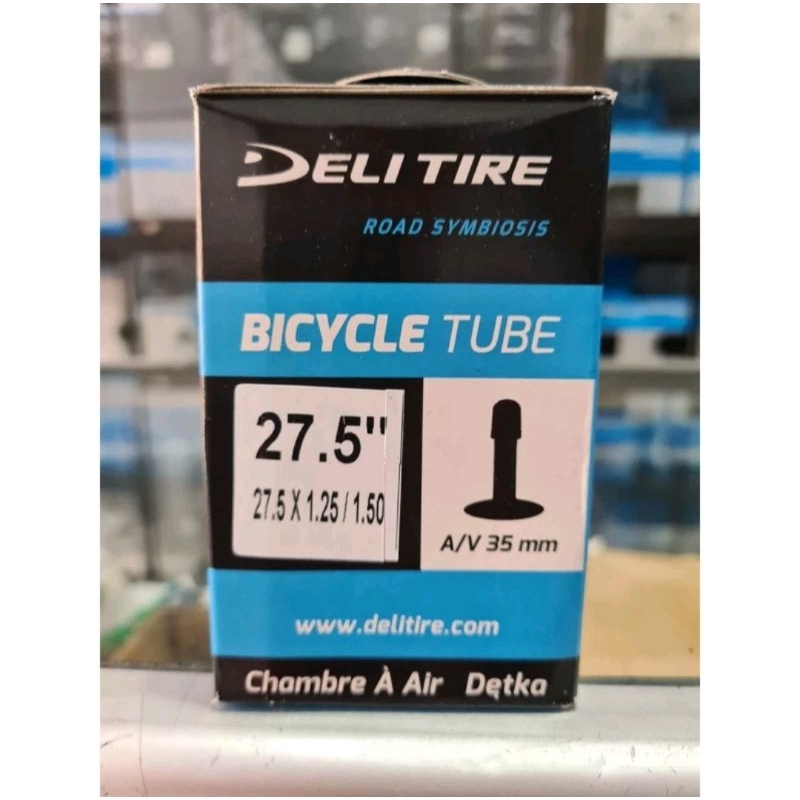 DELI TIRE
ROAD SYMBIOSIS
BICYCLE TUBE
27.5"
27.5 X 1.25 / 1.50
A/V 35 mm
www.delitire.com
Chambre À Air Dętka